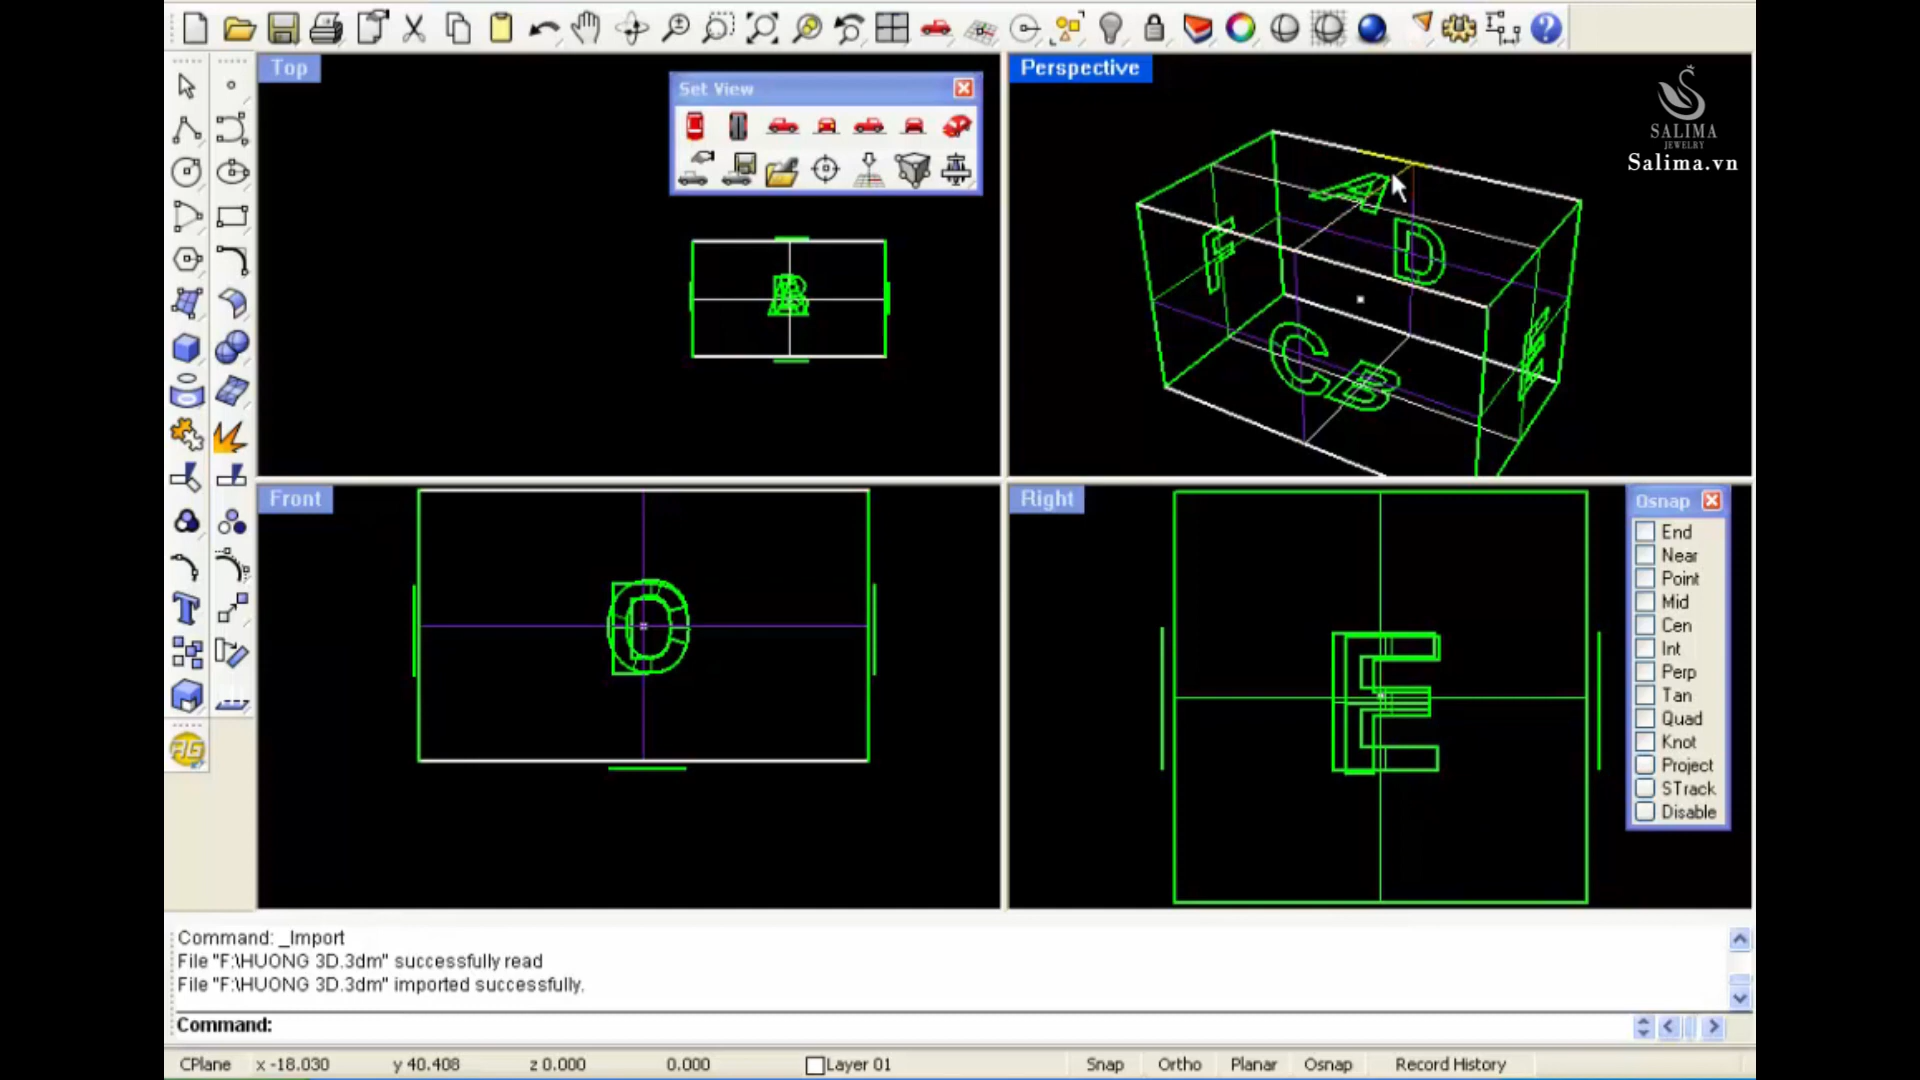 Top
Set View
Perspective
SALIMA
JEWELRY
Salima.vn
A
F
D
C
B
E
B
Front
D
Right
E
Osnap
End
Near
Point
Mid
Cen
Int
Perp
Tan
Quad
Knot
Project
STrack
Disable
Command: _Import
File "F:\HUONG 3D.3dm" successfully read
File "F:\HUONG 3D.3dm" imported successfully.
Command:
CPlane x -18.030 y 40.408 z 0.000 0.000 Layer 01 Snap Ortho Planar Osnap Record History